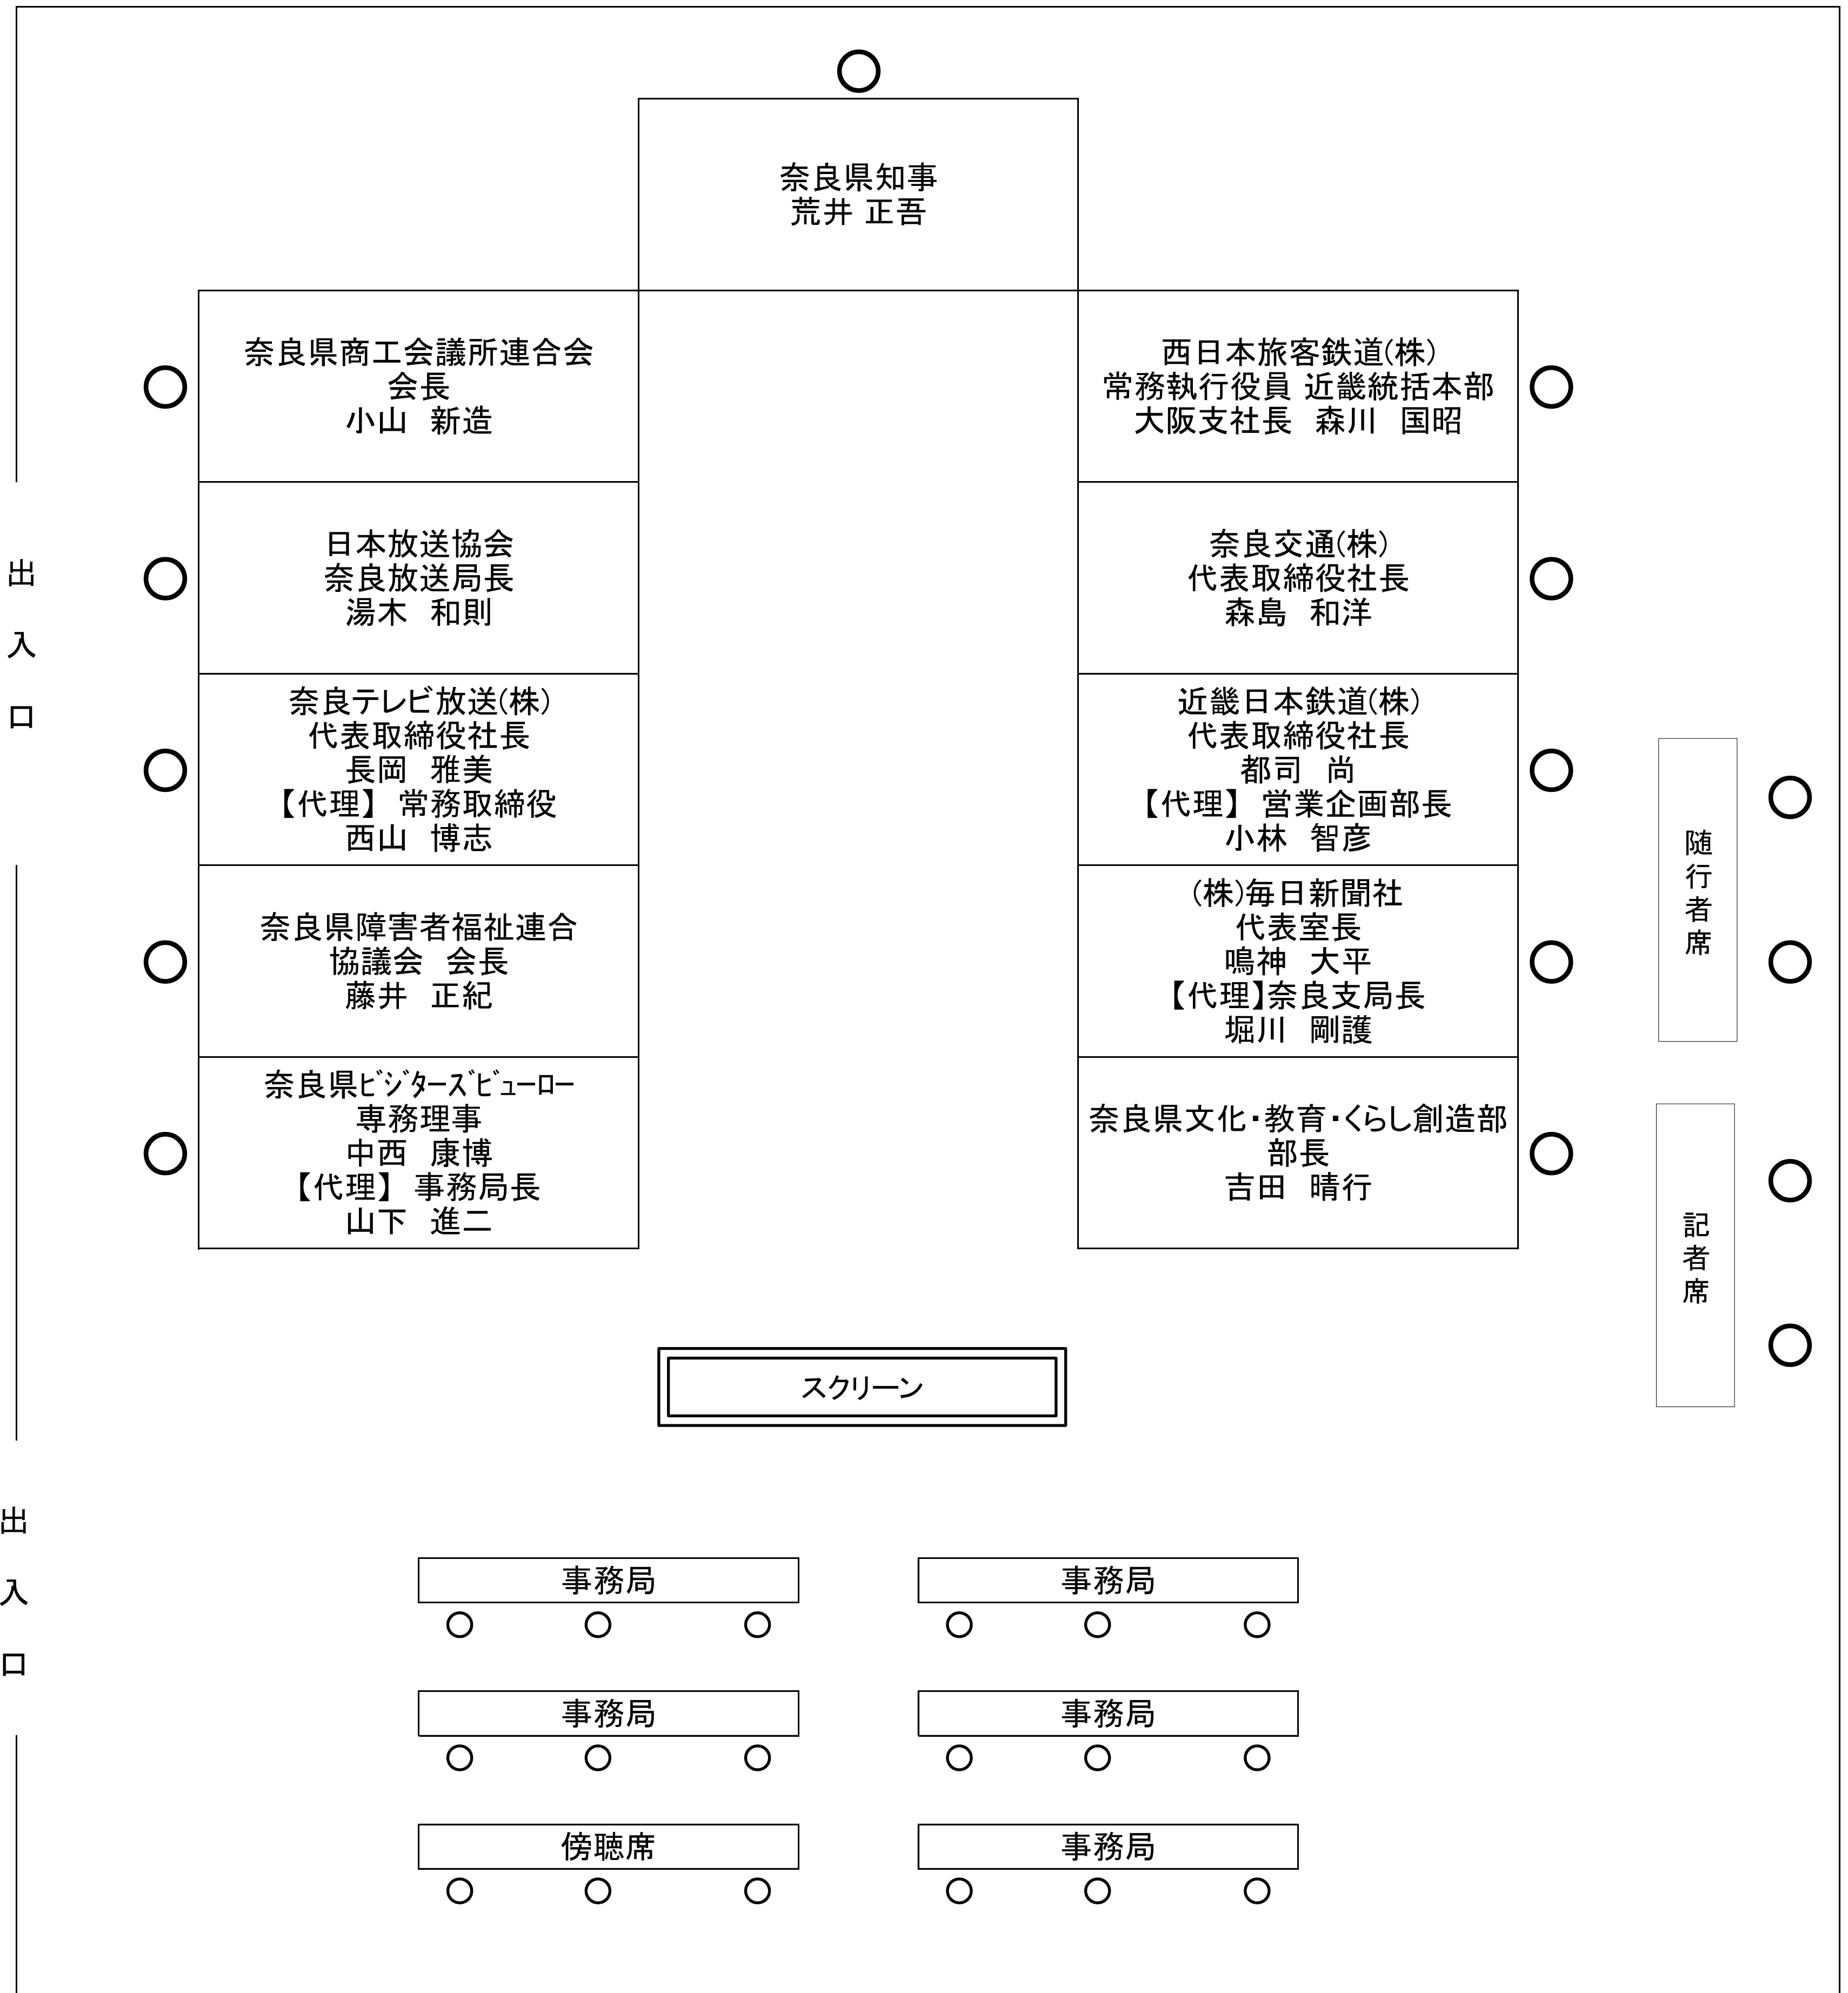 奈良県知事
荒井 正吾
奈良県商工会議所連合会
会長
小山　新造
日本放送協会
奈良放送局長
湯木　和則
奈良テレビ放送(株)
代表取締役社長
長岡　雅美
【代理】 常務取締役
西山　博志
奈良県障害者福祉連合
協議会　会長
藤井　正紀
奈良県ﾋﾞｼﾞﾀｰｽﾞﾋﾞｭｰﾛｰ
専務理事
中西　康博
【代理】 事務局長
山下　進二
西日本旅客鉄道(株)
常務執行役員 近畿統括本部
大阪支社長　森川　国昭
奈良交通(株)
代表取締役社長
森島　和洋
近畿日本鉄道(株)
代表取締役社長
都司　尚
【代理】 営業企画部長
小林　智彦
(株)毎日新聞社
代表室長
鳴神　大平
【代理】奈良支局長
堀川　剛護
奈良県文化・教育・くらし創造部
部長
吉田　晴行
出入口
随行者席
記者席
スクリーン
出入口
事務局
事務局
事務局
事務局
傍聴席
事務局